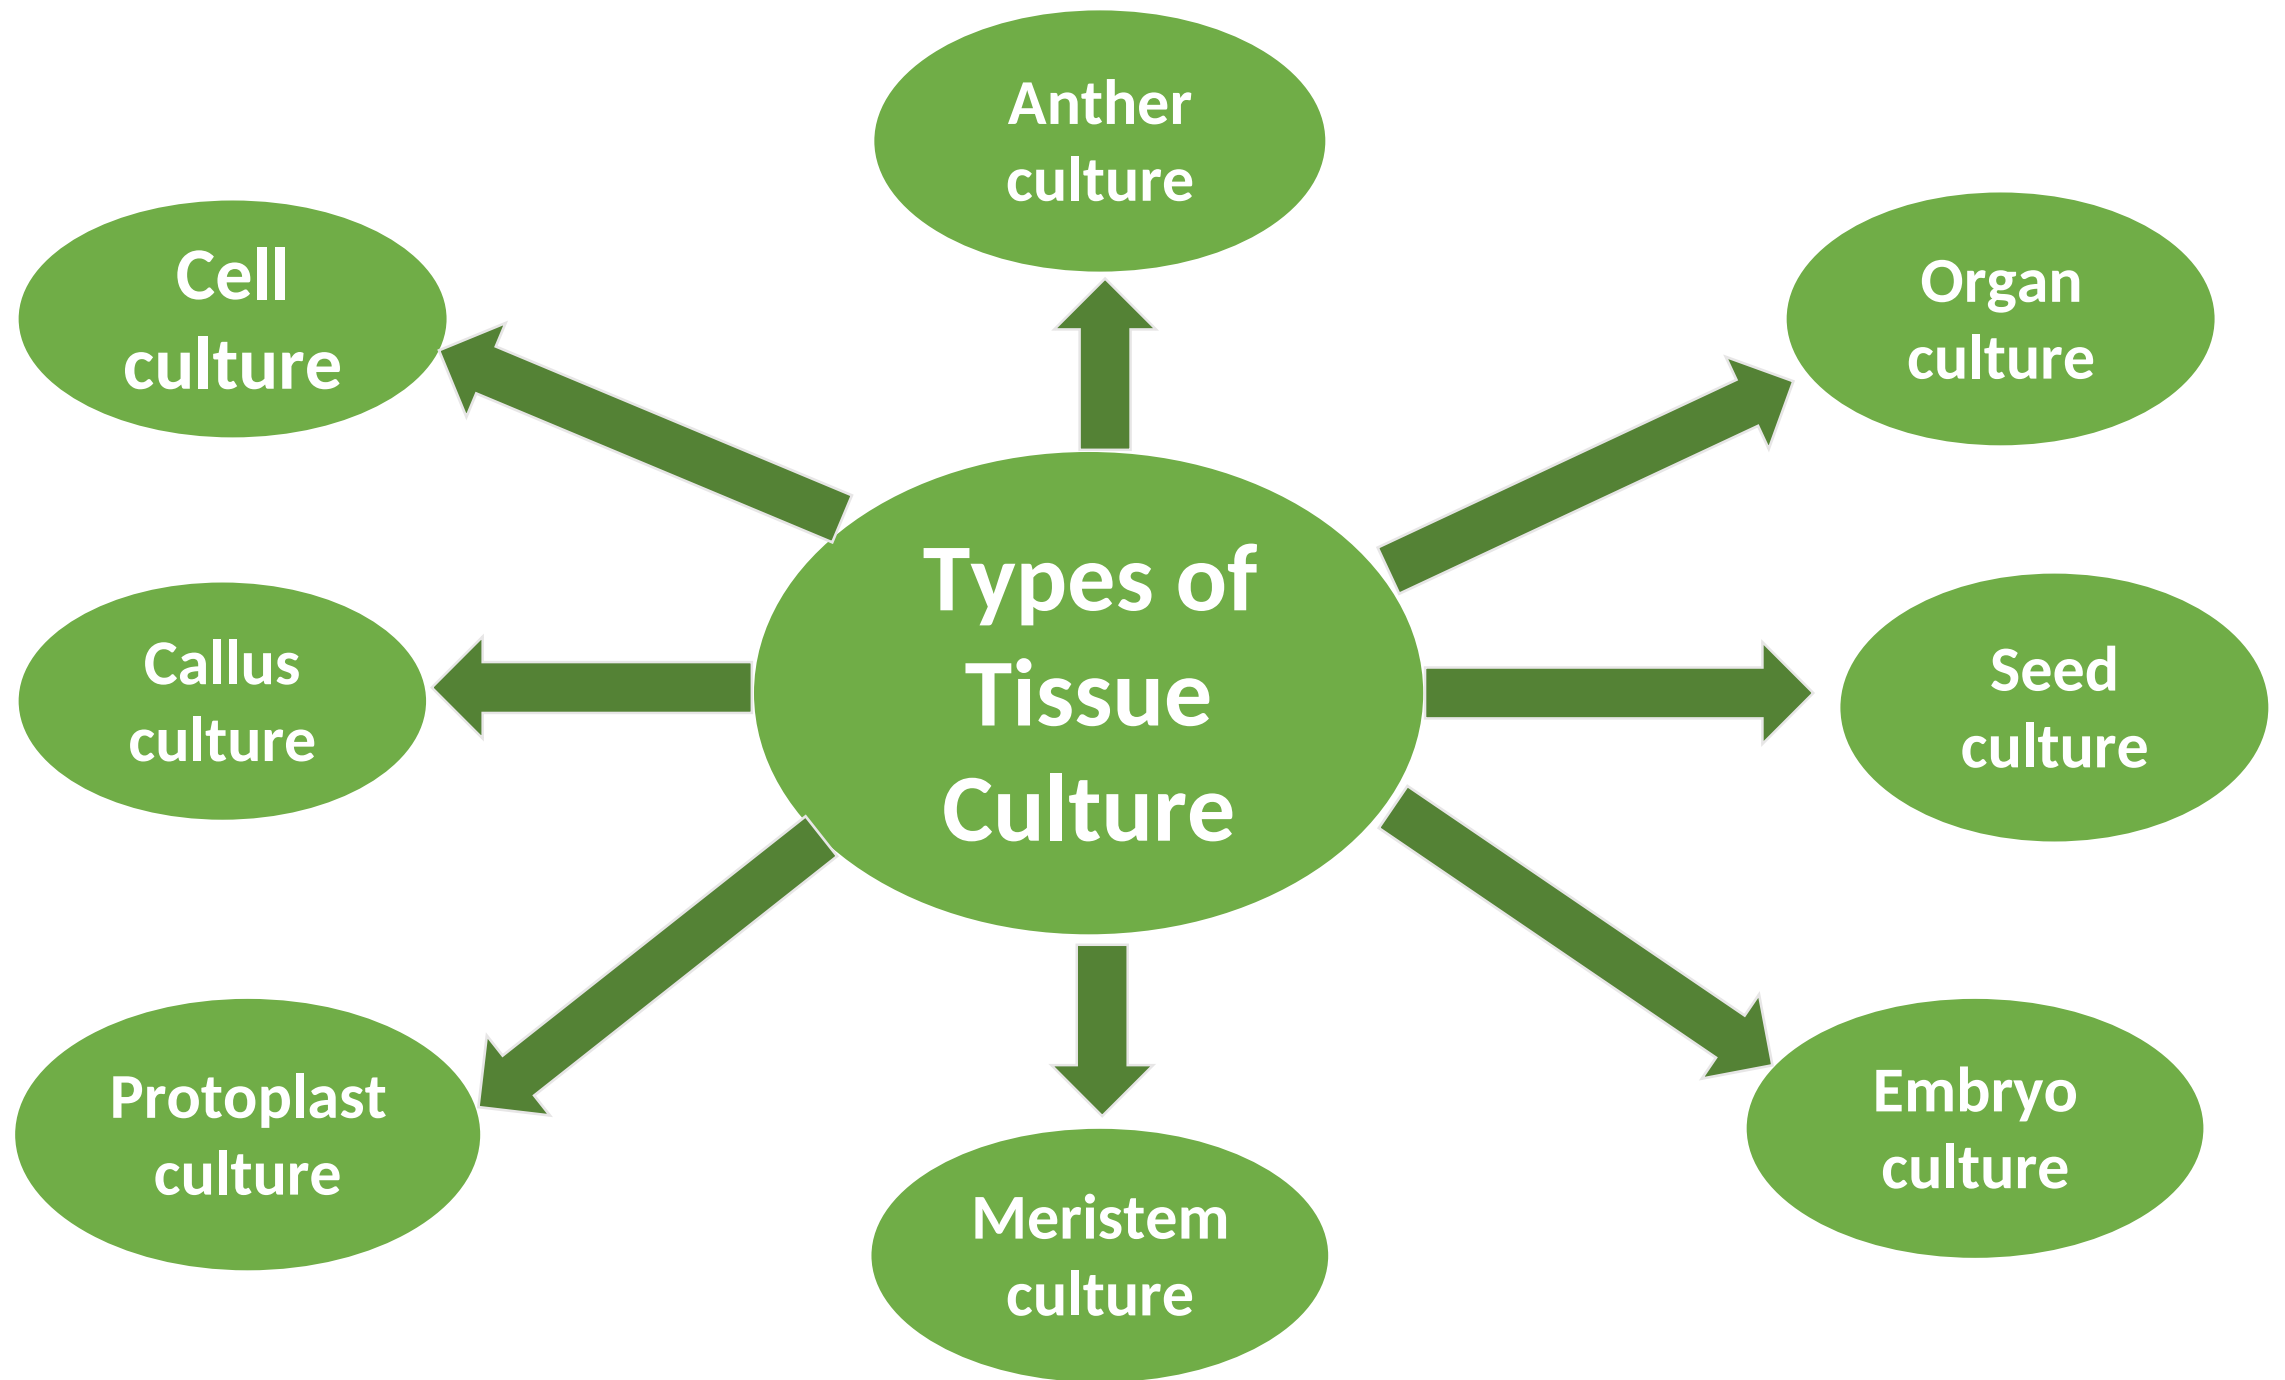 Anther
culture
Cell
culture
Organ
culture
Types of
Tissue
Culture
Callus
culture
Seed
culture
Protoplast
culture
Embryo
culture
Meristem
culture